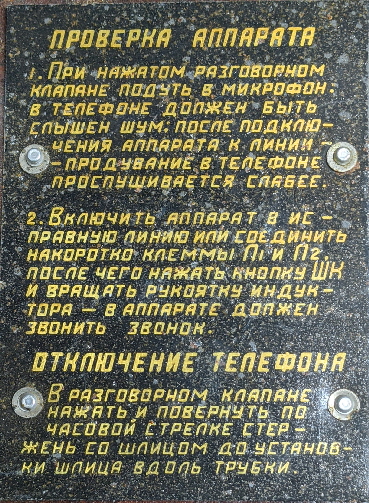 ПРОВЕРКА АППАРАТА
1. ПРИ НАЖАТОМ РАЗГОВОРНОМ
КЛАПАНЕ ПОДУТЬ В МИКРОФОН.
В ТЕЛЕФОНЕ ДОЛЖЕН БЫТЬ
СЛЫШЕН ШУМ; ПОСЛЕ ПОДКЛЮ-
ЧЕНИЯ АППАРАТА К ЛИНИИ -
- ПРОДУВАНИЕ В ТЕЛЕФОНЕ
ПРОСЛУШИВАЕТСЯ СЛАБЕЕ.
2. ВКЛЮЧИТЬ АППАРАТ В ИС -
ПРАВНУЮ ЛИНИЮ ИЛИ СОЕДИНИТЬ
НАКОРОТКО КЛЕММЫ Л1 И Л2,
ПОСЛЕ ЧЕГО НАЖАТЬ КНОПКУ ШК
И ВРАЩАТЬ РУКОЯТКУ ИНДУК-
ТОРА — В АППАРАТЕ ДОЛЖЕН
ЗВОНИТЬ ЗВОНОК.
ОТКЛЮЧЕНИЕ ТЕЛЕФОНА
В РАЗГОВОРНОМ КЛАПАНЕ
НАЖАТЬ И ПОВЕРНУТЬ ПО
ЧАСОВОЙ СТРЕЛКЕ СТЕР-
ЖЕНЬ СО ШЛИЦОМ ДО УСТАНОВ-
КИ ШЛИЦА ВДОЛЬ ТРУБКИ.